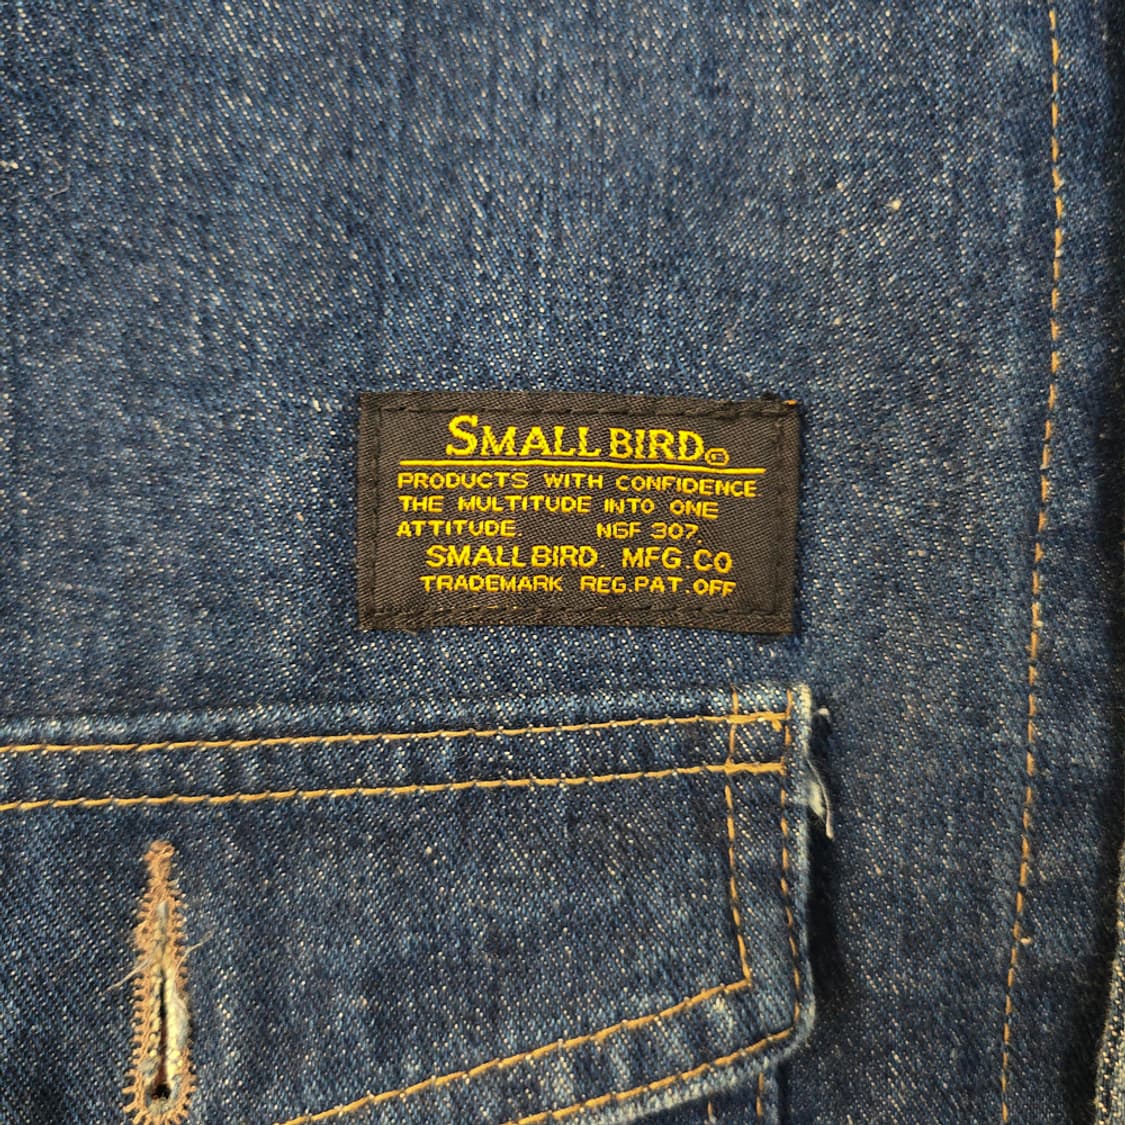 SMALL BIRD©
PRODUCTS WITH CONFIDENCE
THE MULTITUDE INTO ONE
ATTITUDE. NGF 307.
SMALL BIRD. MFG.CO
TRADEMARK REG.PAT.OFF